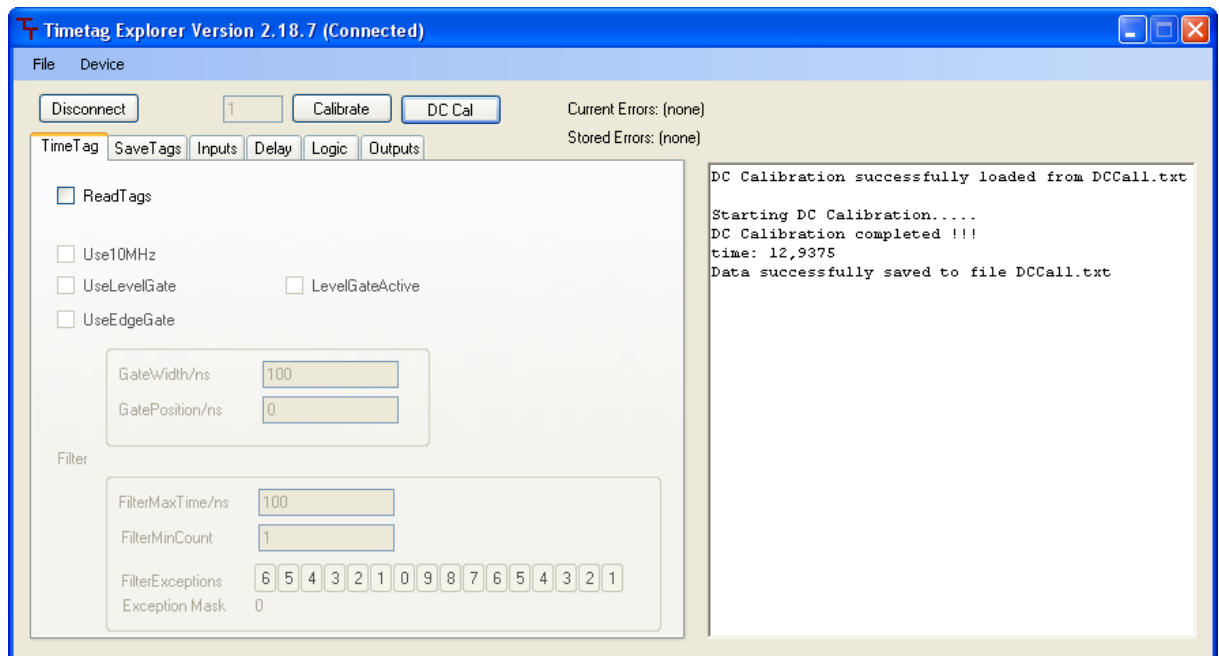 Timetag Explorer Version 2.18.7 (Connected)
File Device
Disconnect 1 Calibrate DC Cal Current Errors: (none)
Stored Errors: (none)
TimeTag SaveTags Inputs Delay Logic Outputs
ReadTags
Use10MHz
UseLevelGate LevelGateActive
UseEdgeGate
GateWidth/ns 100
GatePosition/ns 0
Filter
FilterMaxTime/ns 100
FilterMinCount 1
FilterExceptions 6 5 4 3 2 1 0 9 8 7 6 5 4 3 2 1
Exception Mask 0
DC Calibration successfully loaded from DCCall.txt
Starting DC Calibration.....
DC Calibration completed !!!
time: 12,9375
Data successfully saved to file DCCall.txt